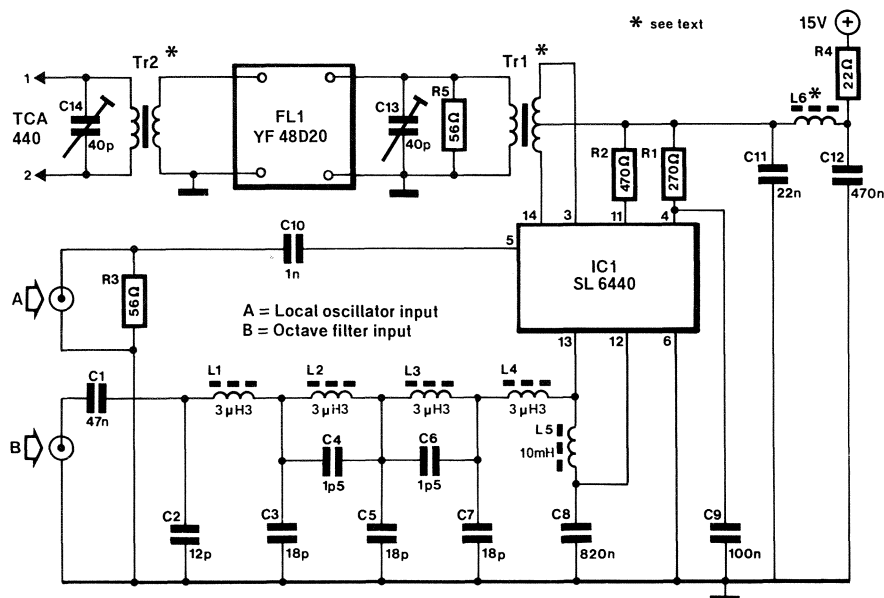 * see text
15V
R4
22Ω
Tr2 *
Tr1 *
L6 *
1
C14
TCA
440
40p
2
FL1
YF 48D20
C13
40p
R5
56Ω
R2
470Ω
R1
270Ω
C11
22n
C12
470n
14
3
11
4
C10
1n
5
IC1
SL 6440
A
R3
56Ω
A = Local oscillator input
B = Octave filter input
13
12
6
C1
47n
L1
3µH3
L2
3µH3
L3
3µH3
L4
3µH3
B
C4
1p5
C6
1p5
L5
10mH
C2
12p
C3
18p
C5
18p
C7
18p
C8
820n
C9
100n